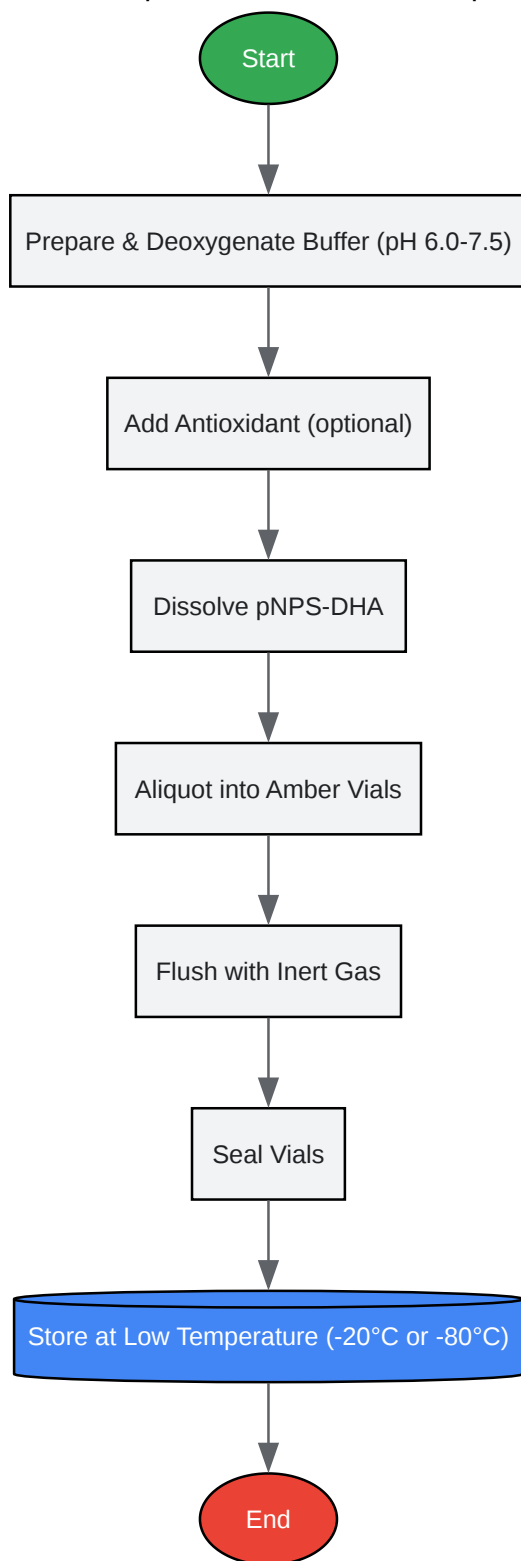 Start
Prepare & Deoxygenate Buffer (pH 6.0-7.5)
Add Antioxidant (optional)
Dissolve pNPS-DHA
Aliquot into Amber Vials
Flush with Inert Gas
Seal Vials
Store at Low Temperature (-20°C or -80°C)
End